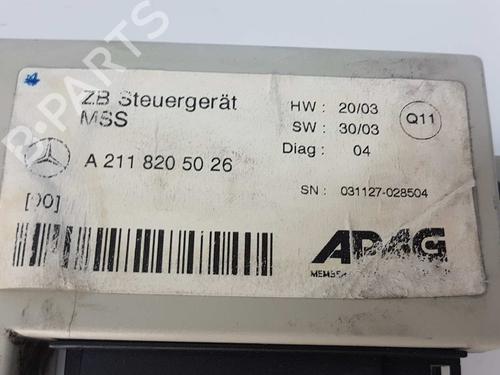 ZB Steuergerät
MSS
A 211 820 50 26
[00]
HW : 20/03
SW : 30/03
Diag : 04
Q11
SN : 031127-028504
ADAG
B-PARTS